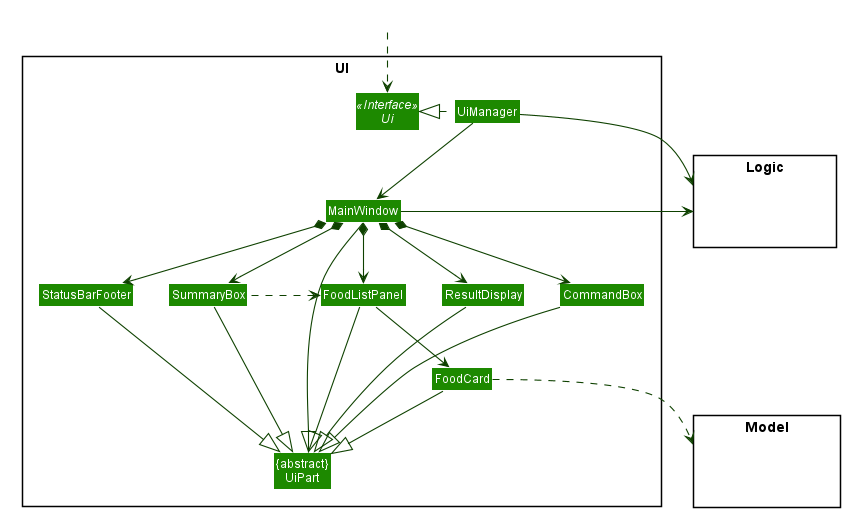 UI
«Interface»
Ui
UiManager
Logic
MainWindow
StatusBarFooter
SummaryBox
FoodListPanel
ResultDisplay
CommandBox
FoodCard
Model
{abstract}
UiPart